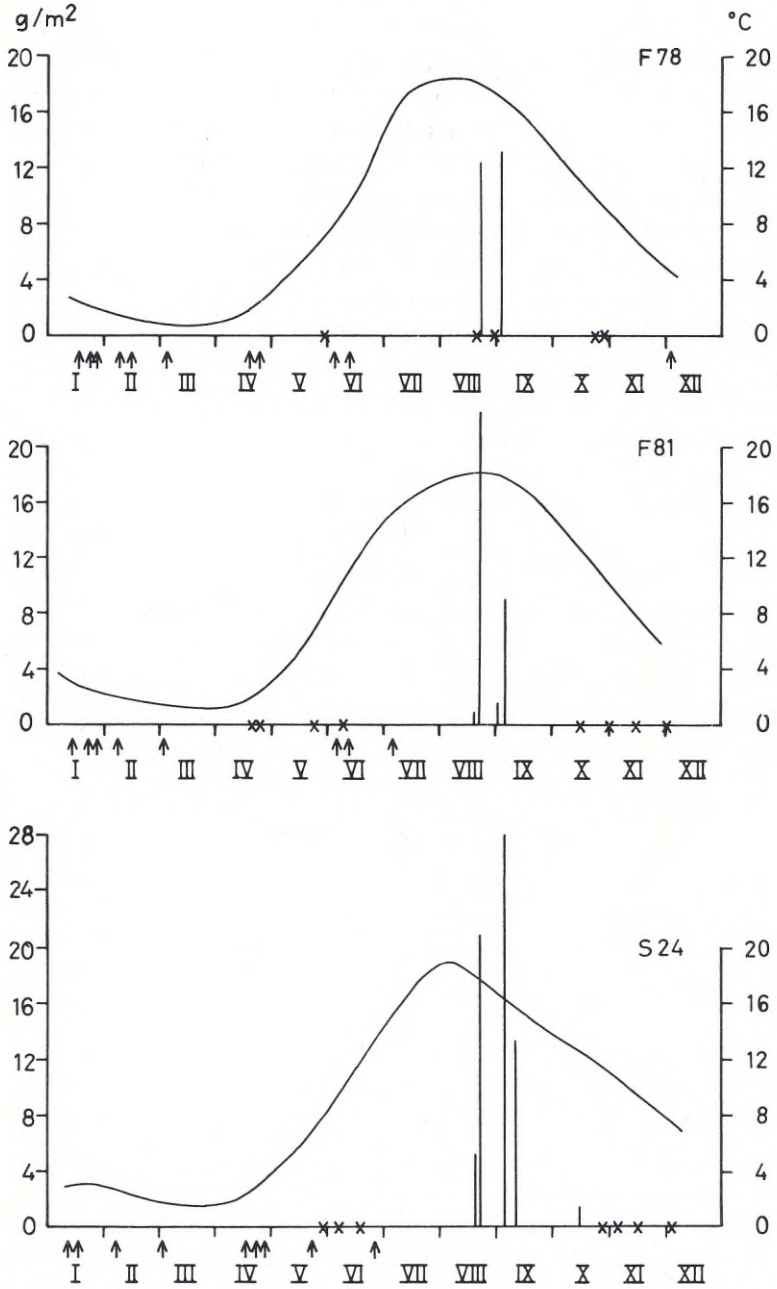 g/m2 °C
F78
20 20
16 16
12 12
8 8
4 4
0 0
I II III IV V VI VII VIII IX X XI XII
F81
20 20
16 16
12 12
8 8
4 4
0 0
I II III IV V VI VII VIII IX X XI XII
28
24
20 S24 20
16 16
12 12
8 8
4 4
0 0
I II III IV V VI VII VIII IX X XI XII